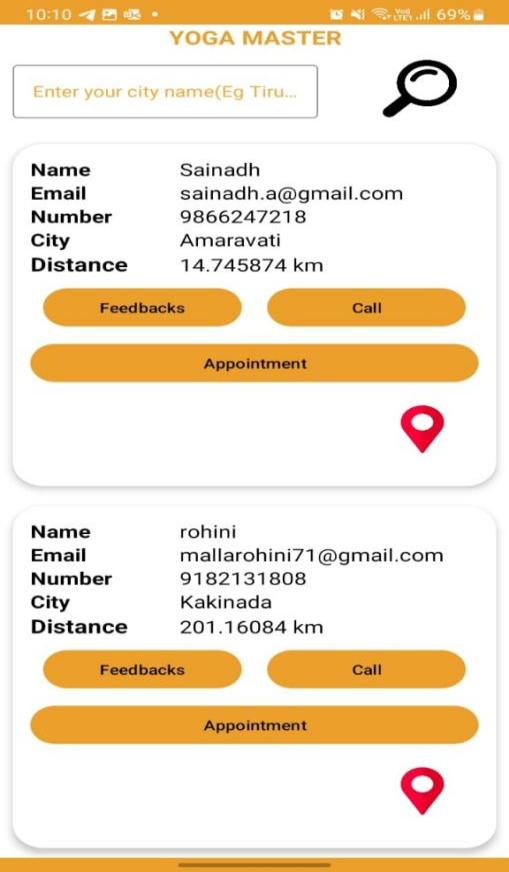 10:10 69%
YOGA MASTER
Enter your city name(Eg Tiru...
Name Sainadh
Email sainadh.a@gmail.com
Number 9866247218
City Amaravati
Distance 14.745874 km
Feedbacks Call
Appointment
Name rohini
Email mallarohini71@gmail.com
Number 9182131808
City Kakinada
Distance 201.16084 km
Feedbacks Call
Appointment